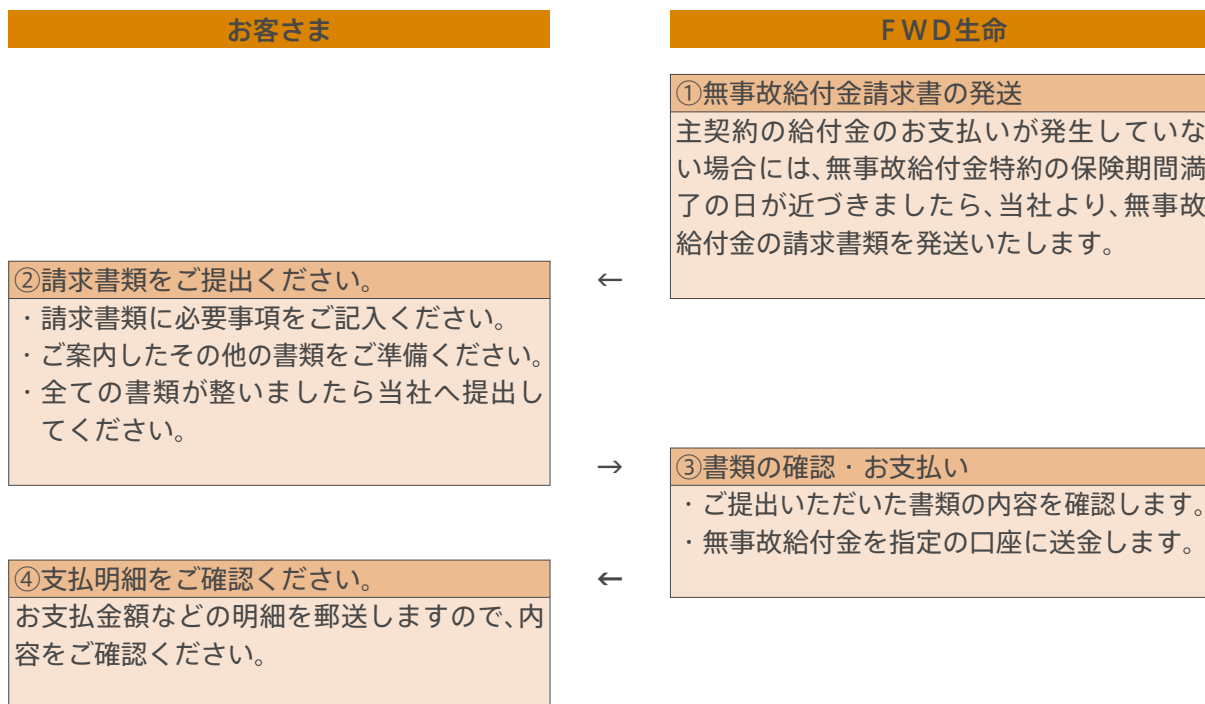 お客さま
ＦＷＤ生命
①無事故給付金請求書の発送
主契約の給付金のお支払いが発生していな
い場合には､無事故給付金特約の保険期間満
了の日が近づきましたら､当社より､無事故
給付金の請求書類を発送いたします。
←
②請求書類をご提出ください。
・請求書類に必要事項をご記入ください。
・ご案内したその他の書類をご準備ください。
・全ての書類が整いましたら当社へ提出し
てください。
→
③書類の確認・お支払い
・ご提出いただいた書類の内容を確認します。
・無事故給付金を指定の口座に送金します。
←
④支払明細をご確認ください。
お支払金額などの明細を郵送しますので､内
容をご確認ください。